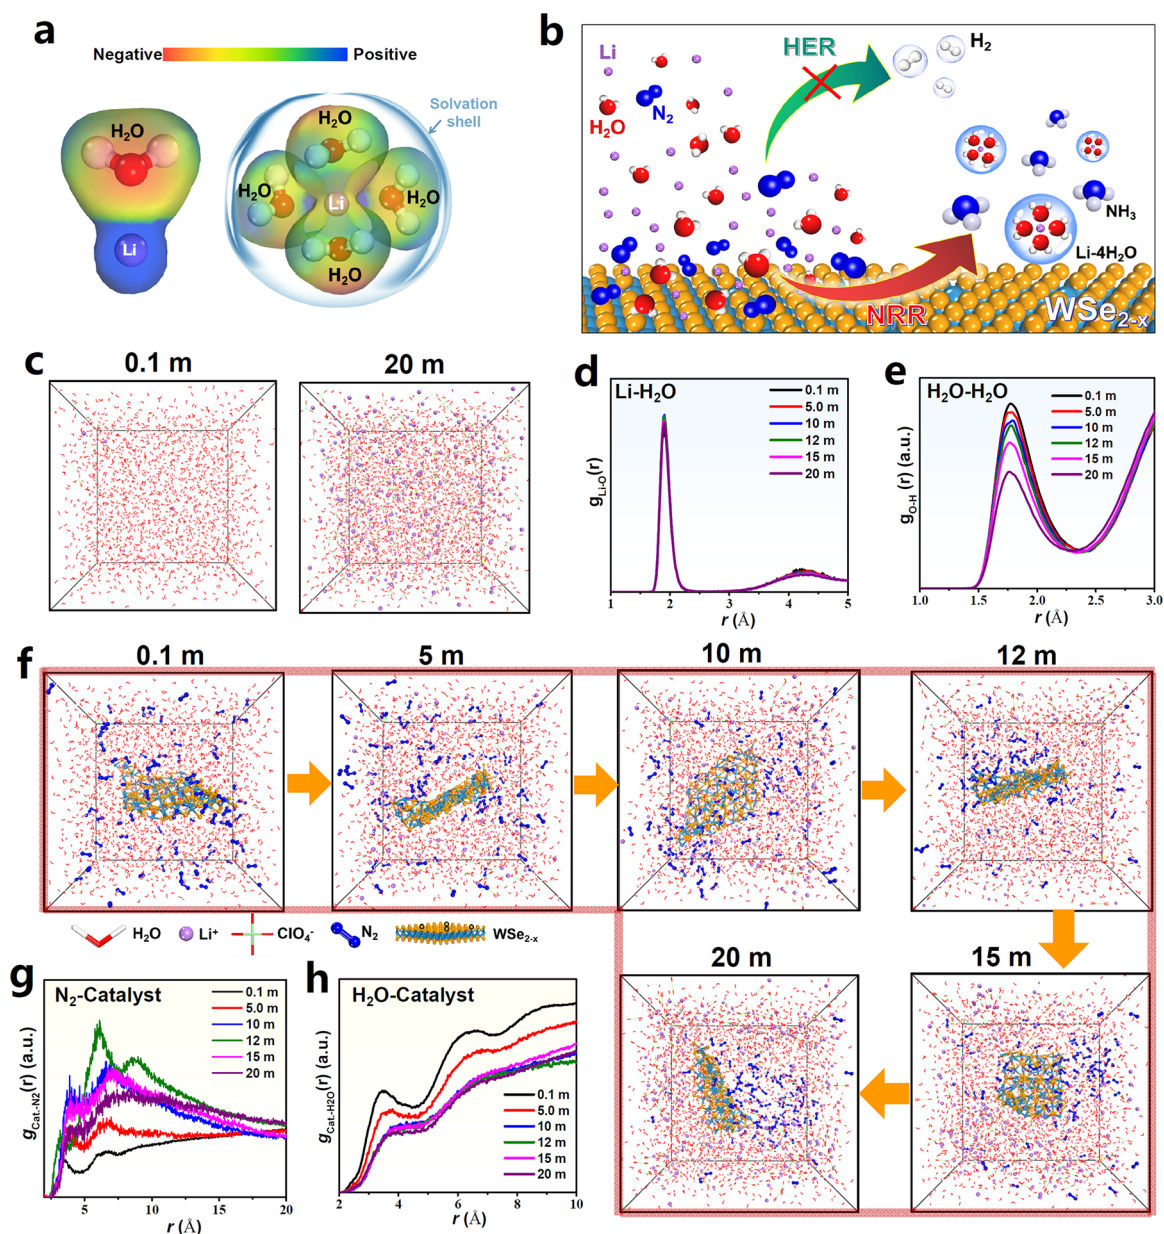 a
Negative
Positive
H₂O
Li
Solvation
shell
H₂O
H₂O
Li
H₂O
H₂O
b
Li
HER
H₂
H₂O
N₂
NH₃
Li-4H₂O
NRR
WSe₂₋ₓ
c
0.1 m
20 m
d
Li-H₂O
0.1 m
5.0 m
10 m
12 m
15 m
20 m
g_Li-O(r)
1
2
3
4
5
r (Å)
e
H₂O-H₂O
0.1 m
5.0 m
10 m
12 m
15 m
20 m
g_O-H (r) (a.u.)
1.0
1.5
2.0
2.5
3.0
r (Å)
f
0.1 m
5 m
10 m
12 m
20 m
15 m
H₂O
Li⁺
ClO₄⁻
N₂
WSe₂₋ₓ
g
N₂-Catalyst
0.1 m
5.0 m
10 m
12 m
15 m
20 m
g_Cat.-N2(r) (a.u.)
5
10
15
20
r (Å)
h
H₂O-Catalyst
0.1 m
5.0 m
10 m
12 m
15 m
20 m
g_Cat.-H2O(r) (a.u.)
2
4
6
8
10
r (Å)